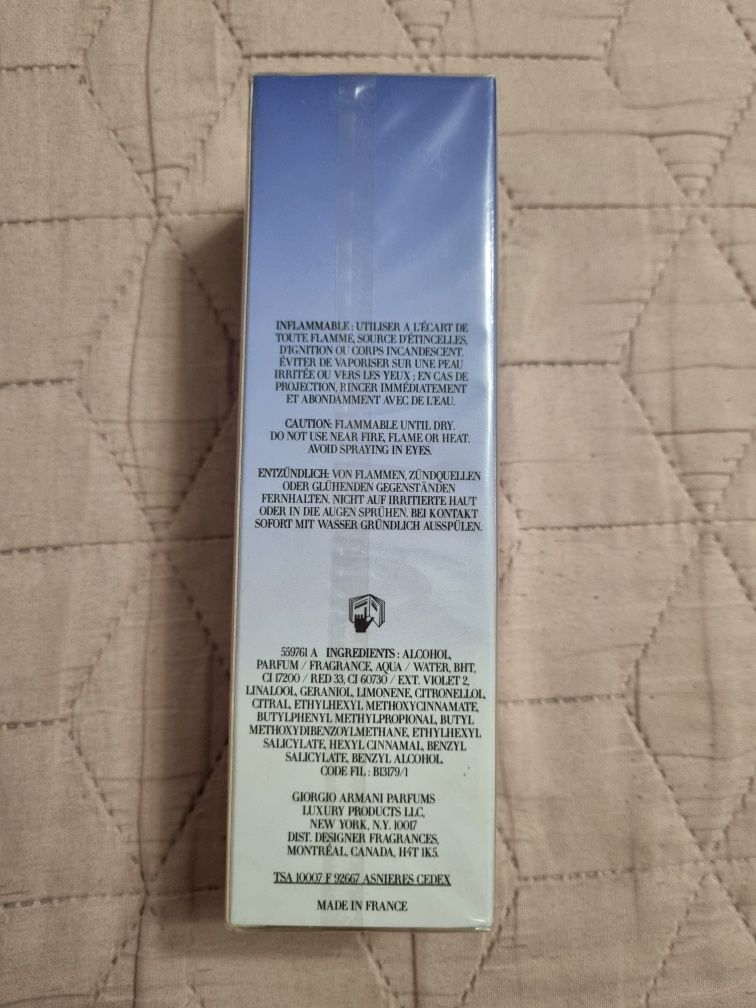 INFLAMMABLE : UTILISER A L'ÉCART DE
TOUTE FLAMME, SOURCE D'ÉTINCELLES,
D'IGNITION OU CORPS INCANDESCENT.
ÉVITER DE VAPORISER SUR UNE PEAU
IRRITÉE OU VERS LES YEUX ; EN CAS DE
PROJECTION, RINCER IMMÉDIATEMENT
ET ABONDAMMENT AVEC DE L'EAU.
CAUTION: FLAMMABLE UNTIL DRY.
DO NOT USE NEAR FIRE, FLAME OR HEAT.
AVOID SPRAYING IN EYES.
ENTZÜNDLICH: VON FLAMMEN, ZÜNDQUELLEN
ODER GLÜHENDEN GEGENSTÄNDEN
FERNHALTEN. NICHT AUF IRRITIERTE HAUT
ODER IN DIE AUGEN SPRÜHEN. BEI KONTAKT
SOFORT MIT WASSER GRÜNDLICH AUSSPÜLEN.
559761 A INGREDIENTS : ALCOHOL,
PARFUM / FRAGRANCE, AQUA / WATER, BHT,
CI 17200 / RED 33, CI 60730 / EXT. VIOLET 2,
LINALOOL, GERANIOL, LIMONENE, CITRONELLOL,
CITRAL, ETHYLHEXYL METHOXYCINNAMATE,
BUTYLPHENYL METHYLPROPIONAL, BUTYL
METHOXYDIBENZOYLMETHANE, ETHYLHEXYL
SALICYLATE, HEXYL CINNAMAL, BENZYL
SALICYLATE, BENZYL ALCOHOL.
CODE FIL : B13179/1
GIORGIO ARMANI PARFUMS
LUXURY PRODUCTS LLC,
NEW YORK, N.Y. 10017
DIST. DESIGNER FRAGRANCES,
MONTRÉAL, CANADA, H4T 1K5.
TSA 10007 F 92667 ASNIERES CEDEX
MADE IN FRANCE